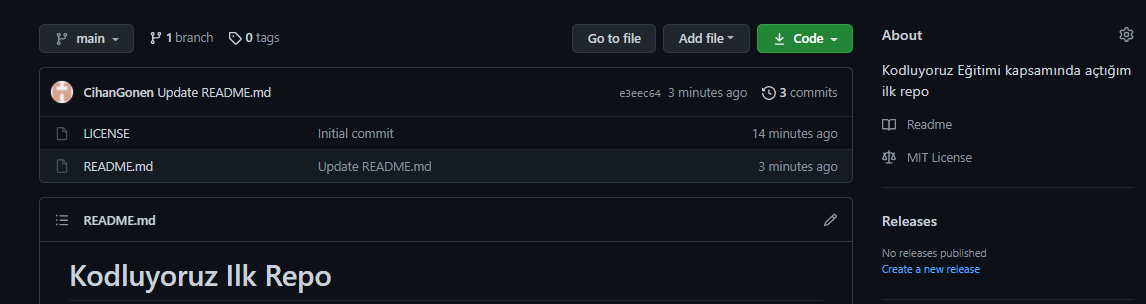 main
1 branch
0 tags
Go to file
Add file
Code
CihanGonen Update README.md
e3eec64 3 minutes ago
3 commits
LICENSE Initial commit 14 minutes ago
README.md Update README.md 3 minutes ago
README.md
Kodluyoruz Ilk Repo
About
Kodluyoruz Eğitimi kapsamında açtığım
ilk repo
Readme
MIT License
Releases
No releases published
Create a new release